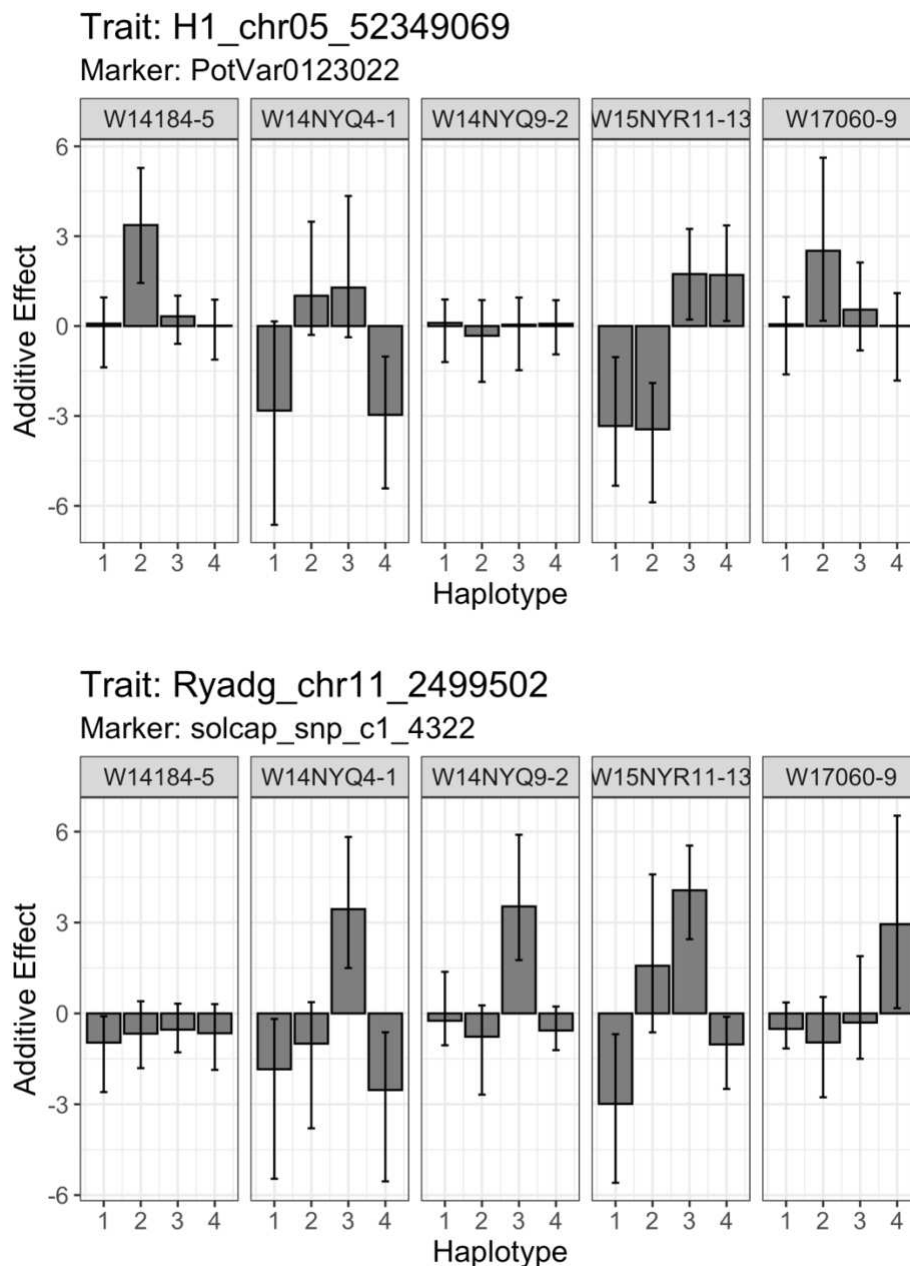 Trait: H1_chr05_52349069
Marker: PotVar0123022
W14184-5 W14NYQ4-1 W14NYQ9-2 W15NYR11-13 W17060-9
Additive Effect
6
3
0
-3
-6
1 2 3 4 1 2 3 4 1 2 3 4 1 2 3 4 1 2 3 4
Haplotype
Trait: Ryadg_chr11_2499502
Marker: solcap_snp_c1_4322
W14184-5 W14NYQ4-1 W14NYQ9-2 W15NYR11-13 W17060-9
Additive Effect
6
3
0
-3
-6
1 2 3 4 1 2 3 4 1 2 3 4 1 2 3 4 1 2 3 4
Haplotype